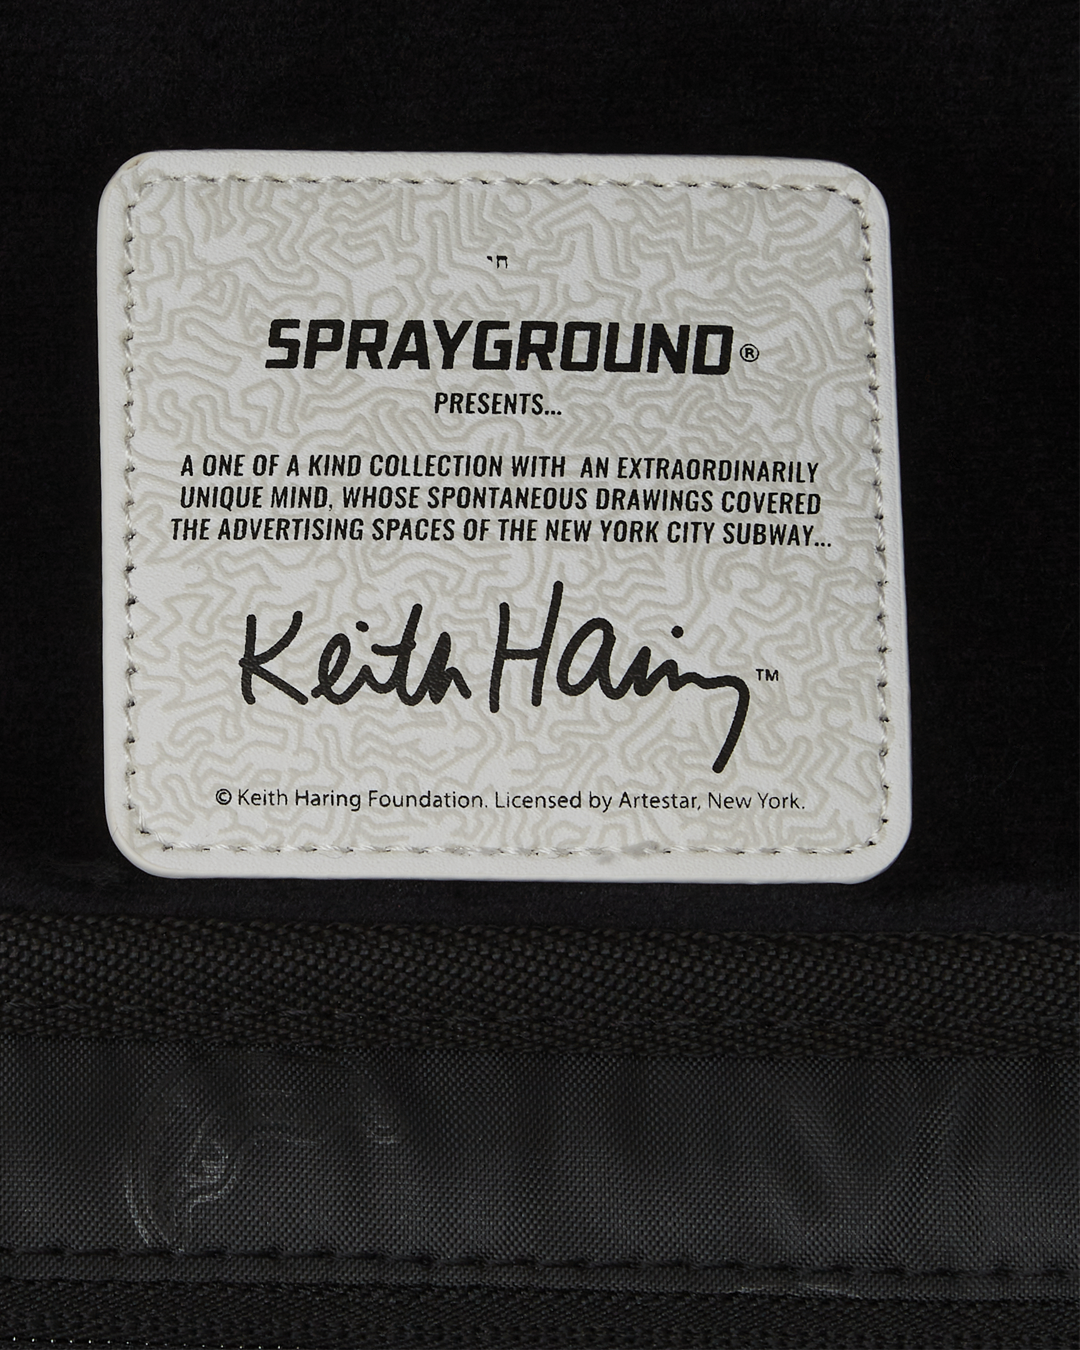 חי
SPRAYGROUND®
PRESENTS...
A ONE OF A KIND COLLECTION WITH AN EXTRAORDINARILY
UNIQUE MIND, WHOSE SPONTANEOUS DRAWINGS COVERED
THE ADVERTISING SPACES OF THE NEW YORK CITY SUBWAY...
Keith Haring™
© Keith Haring Foundation. Licensed by Artestar, New York.